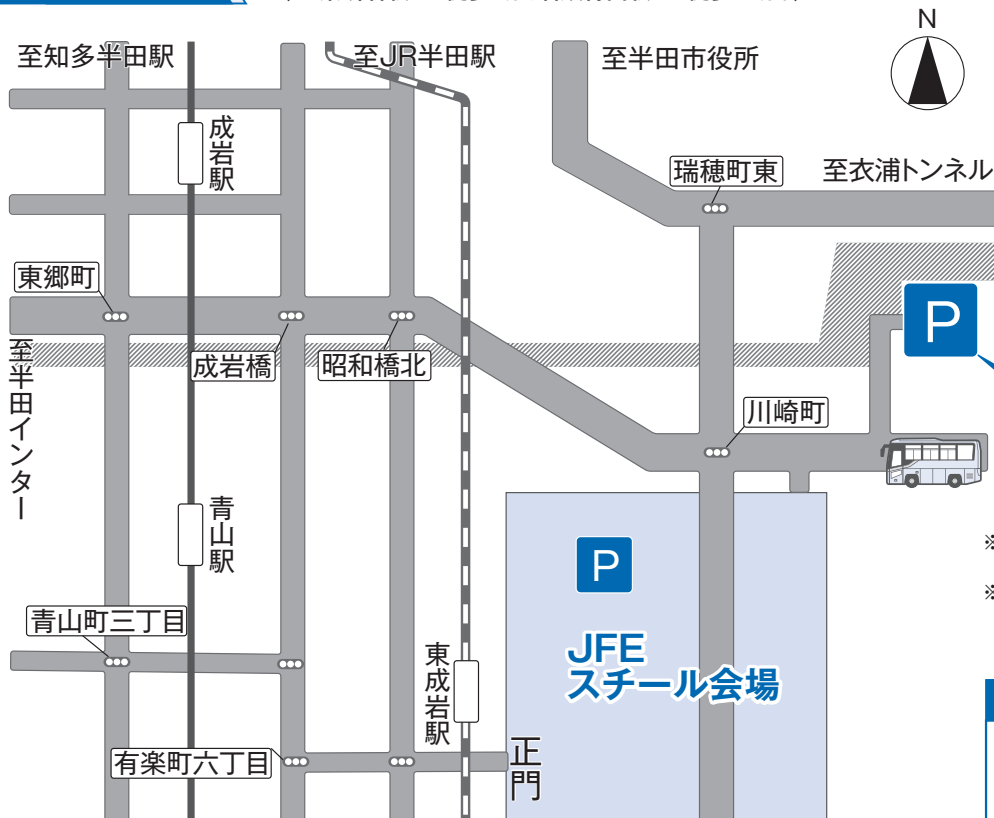 N
至知多半田駅
至JR半田駅
至半田市役所
成岩駅
瑞穂町東
至衣浦トンネル
東郷町
P
成岩橋
昭和橋北
至半田インター
川崎町
青山駅
P
※
※
青山町三丁目
JFE
スチール会場
東成岩駅
有楽町六丁目
正門